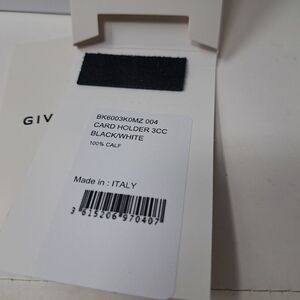 GIV
BK6003K0MZ 004
CARD HOLDER 3CC
BLACK/WHITE
100% CALF
Made in : ITALY
3 615206 970407